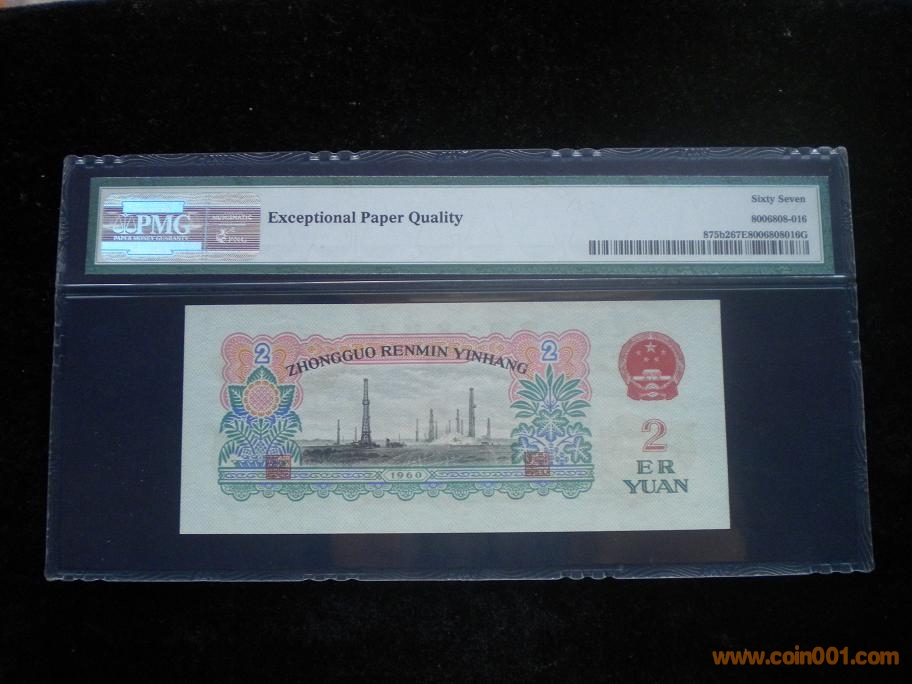 PMG
PAPER MONEY GUARANTY
NUMISMATIC
Exceptional Paper Quality
Sixty Seven
8006808-016
875b267E8006808016G
2
2
ZHONGGUO RENMIN YINHANG
1960
2
ER
YUAN
www.coin001.com